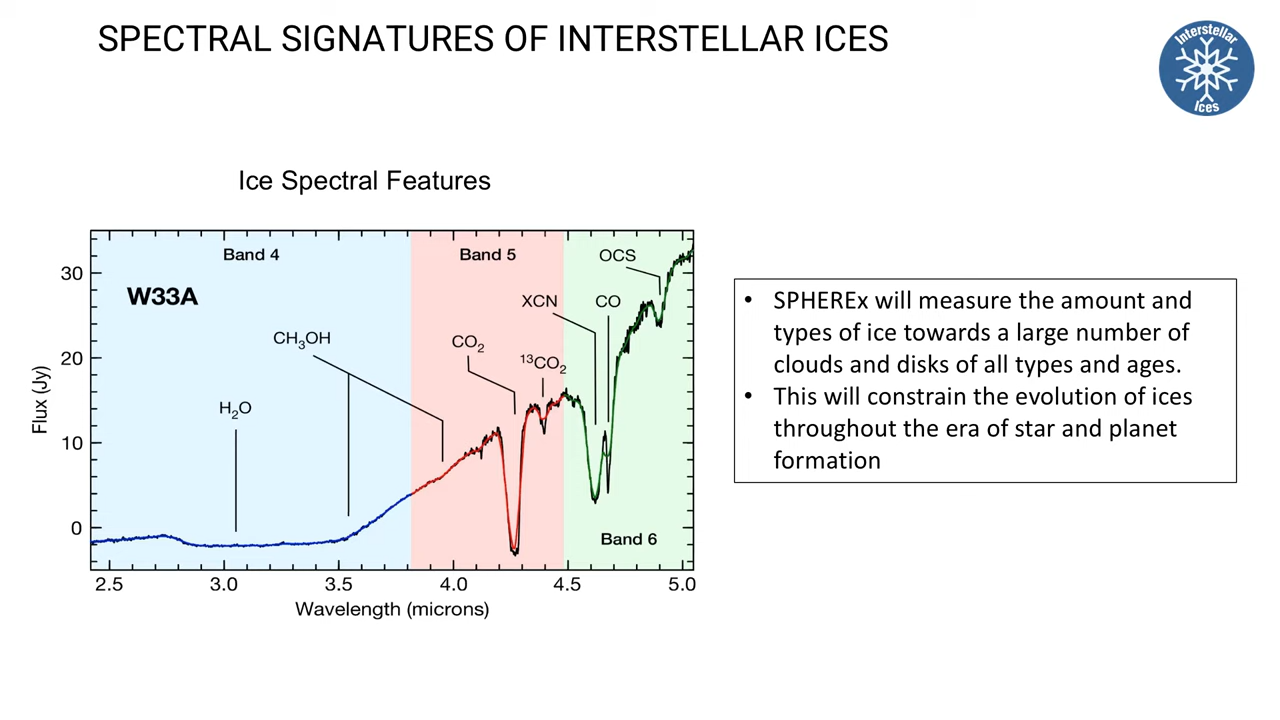 SPECTRAL SIGNATURES OF INTERSTELLAR ICES
Interstellar
Ices
Ice Spectral Features
Band 4
Band 5
OCS
30
W33A
XCN
CO
CH₃OH
CO₂
20
¹³CO₂
H₂O
10
0
Band 6
Flux (Jy)
2.5
3.0
3.5
4.0
4.5
5.0
Wavelength (microns)
• SPHEREx will measure the amount and
types of ice towards a large number of
clouds and disks of all types and ages.
• This will constrain the evolution of ices
throughout the era of star and planet
formation